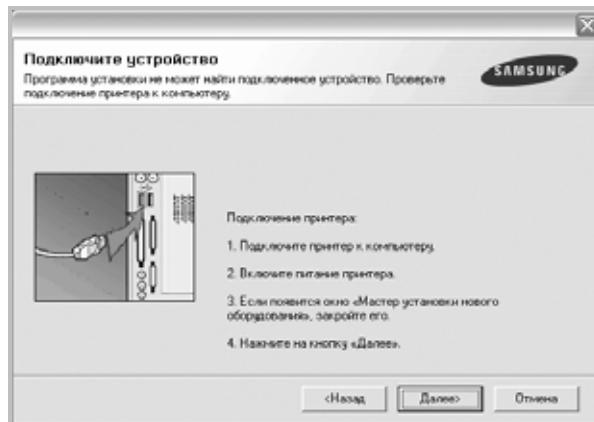 Подключите устройство
Программа установки не может найти подключенное устройство. Проверьте
подключение принтера к компьютеру.
SAMSUNG
Подключение принтера:
1. Подключите принтер к компьютеру.
2. Включите питание принтера.
3. Если появится окно «Мастер установки нового
оборудования», закройте его.
4. Нажмите на кнопку «Далее».
<Назад
Далее>
Отмена